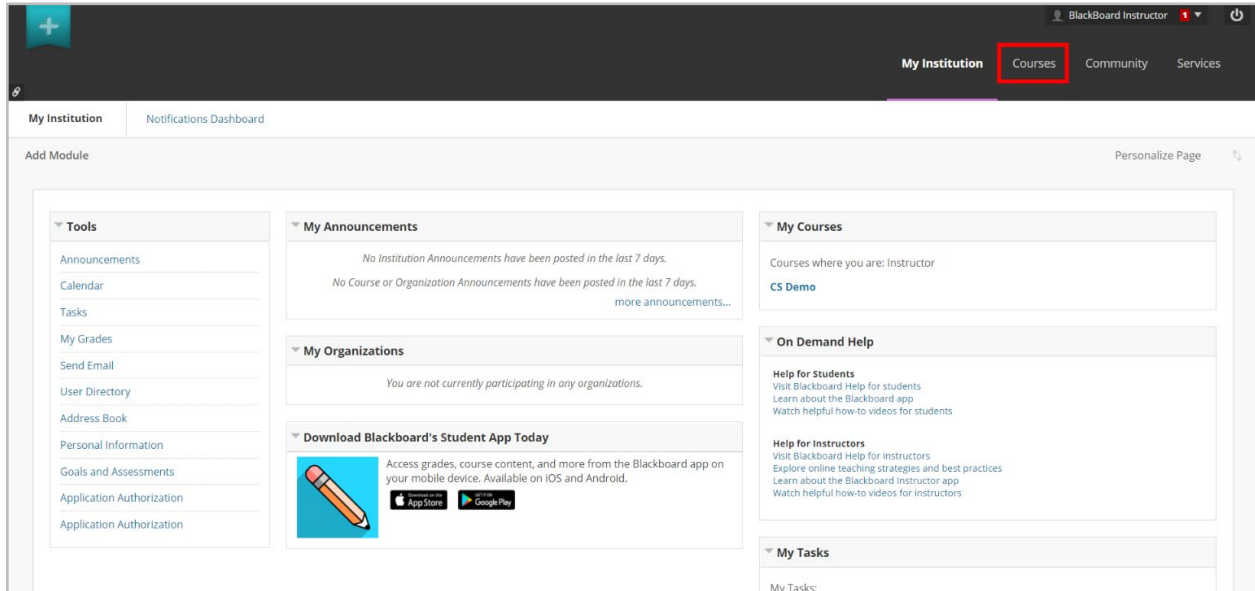 BlackBoard Instructor 1
My Institution Courses Community Services
My Institution Notifications Dashboard
Add Module Personalize Page
Tools
Announcements
Calendar
Tasks
My Grades
Send Email
User Directory
Address Book
Personal Information
Goals and Assessments
Application Authorization
Application Authorization
My Announcements
No Institution Announcements have been posted in the last 7 days.
No Course or Organization Announcements have been posted in the last 7 days.
more announcements...
My Organizations
You are not currently participating in any organizations.
Download Blackboard's Student App Today
Access grades, course content, and more from the Blackboard app on
your mobile device. Available on iOS and Android.
Download on the
App Store
GET IT ON
Google Play
My Courses
Courses where you are: Instructor
CS Demo
On Demand Help
Help for Students
Visit Blackboard Help for students
Learn about the Blackboard app
Watch helpful how-to videos for students
Help for Instructors
Visit Blackboard Help for instructors
Explore online teaching strategies and best practices
Learn about the Blackboard Instructor app
Watch helpful how-to videos for instructors
My Tasks
My Tasks: